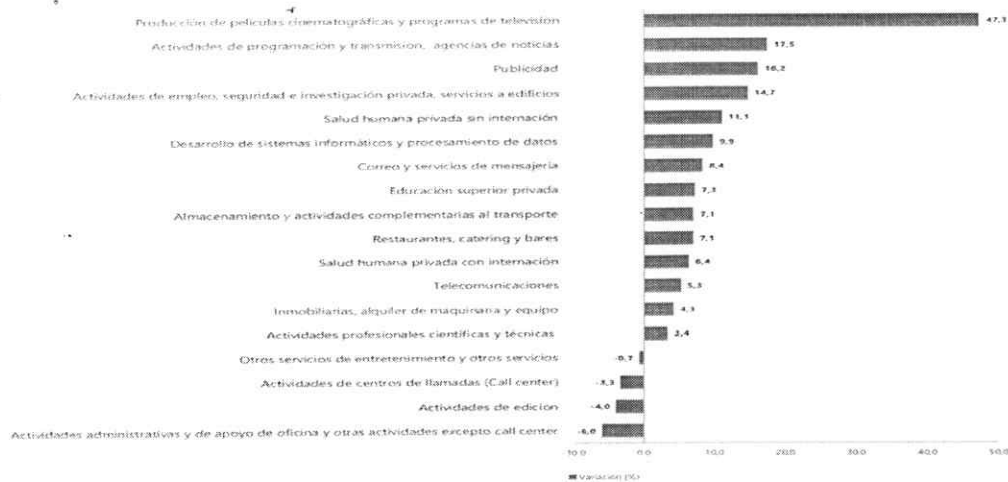 Producción de películas cinematográficas y programas de televisión 47,3
Actividades de programación y transmisión, agencias de noticias 17,5
Publicidad 16,2
Actividades de empleo, seguridad e investigación privada, servicios a edificios 14,7
Salud humana privada sin internación 11,1
Desarrollo de sistemas informáticos y procesamiento de datos 9,9
Correo y servicios de mensajería 8,4
Educación superior privada 7,3
Almacenamiento y actividades complementarias al transporte 7,1
Restaurantes, catering y bares 7,1
Salud humana privada con internación 6,4
Telecomunicaciones 5,3
Inmobiliarias, alquiler de maquinaria y equipo 4,3
Actividades profesionales científicas y técnicas 3,4
Otros servicios de entretenimiento y otros servicios -0,7
Actividades de centros de llamadas (Call center) -3,3
Actividades de edicion -4,0
Actividades administrativas y de apoyo de oficina y otras actividades excepto call center -6,0
-10,0 0,0 10,0 20,0 30,0 40,0 50,0
Variación (%)